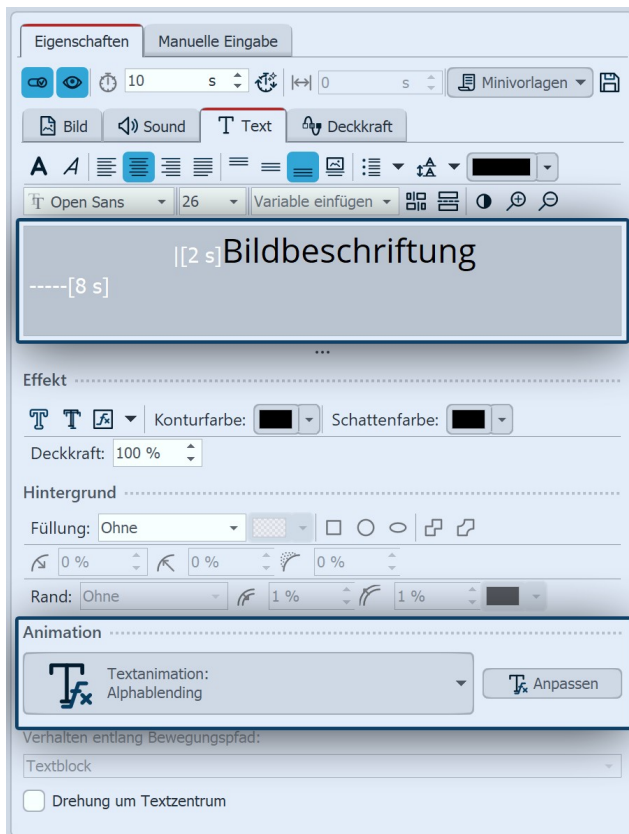 Eigenschaften Manuelle Eingabe
10 s 0 s Minivorlagen
Bild Sound Text Deckkraft
Open Sans 26 Variable einfügen
|[2 s]Bildbeschriftung
-----[8 s]
...
Effekt
Konturfarbe: Schattenfarbe:
Deckkraft: 100 %
Hintergrund
Füllung: Ohne
0 % 0 % 0 %
Rand: Ohne 1 % 1 %
Animation
Textanimation:
Alphablending
Anpassen
Verhalten entlang Bewegungspfad:
Textblock
Drehung um Textzentrum